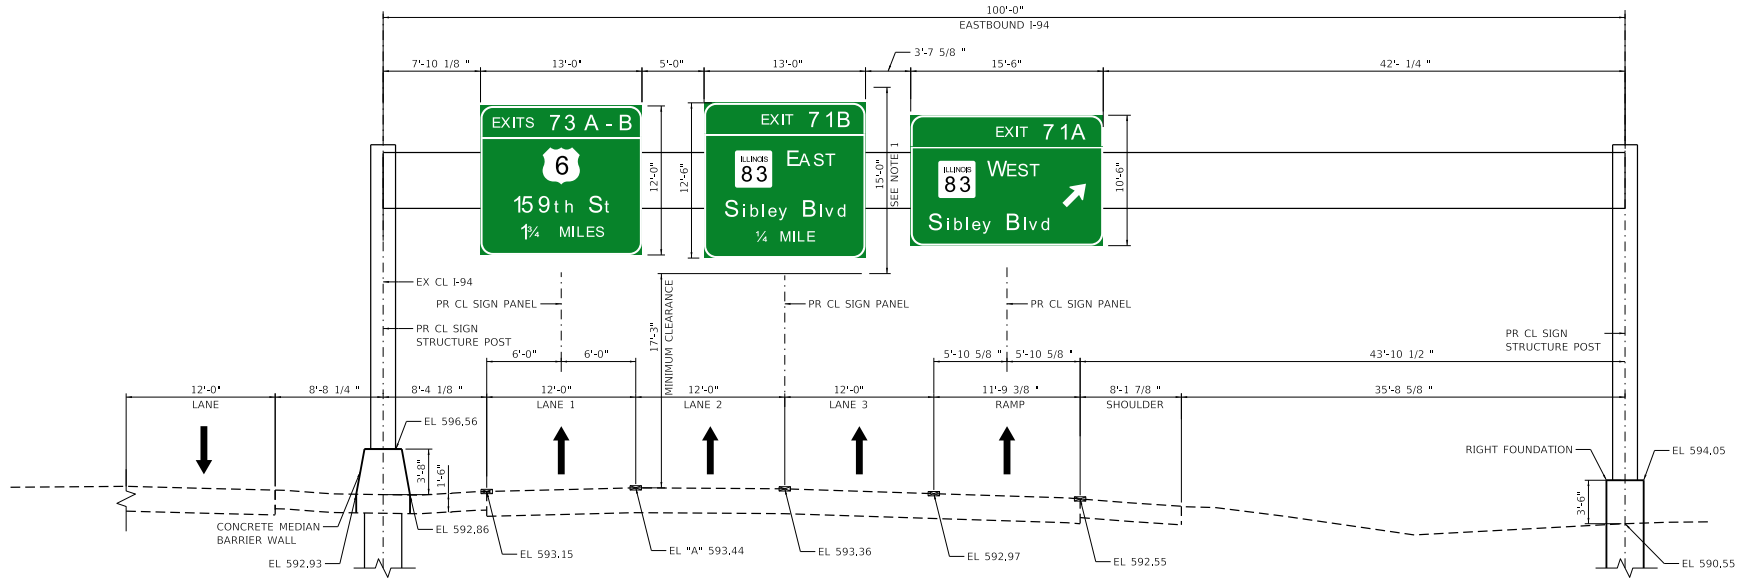 100'-0"
EASTBOUND I-94
3'-7 5/8 "
7'-10 1/8 "
13'-0"
5'-0"
13'-0"
15'-6"
42'- 1/4 "
EXITS 73 A - B
6
159th St
1¾ MILES
12'-0"
12'-6"
EXIT 71B
ILLINOIS
83
EAST
Sibley Blvd
¼ MILE
15'-0"
SEE NOTE 1
EXIT 71A
ILLINOIS
83
WEST
Sibley Blvd
10'-6"
EX CL I-94
PR CL SIGN PANEL
PR CL SIGN PANEL
PR CL SIGN PANEL
17'-3"
MINIMUM CLEARANCE
PR CL SIGN
STRUCTURE POST
PR CL SIGN
STRUCTURE POST
6'-0"
6'-0"
5'-10 5/8 "
5'-10 5/8 "
43'-10 1/2 "
12'-0"
LANE
8'-8 1/4 "
8'-4 1/8 "
12'-0"
LANE 1
12'-0"
LANE 2
12'-0"
LANE 3
11'-9 3/8 "
RAMP
8'-1 7/8 "
SHOULDER
35'-8 5/8 "
EL 596.56
3'-8"
1'-6"
RIGHT FOUNDATION
EL 594.05
3'-6"
CONCRETE MEDIAN
BARRIER WALL
EL 592.86
EL 592.93
EL 593.15
EL "A" 593.44
EL 593.36
EL 592.97
EL 592.55
EL 590.55